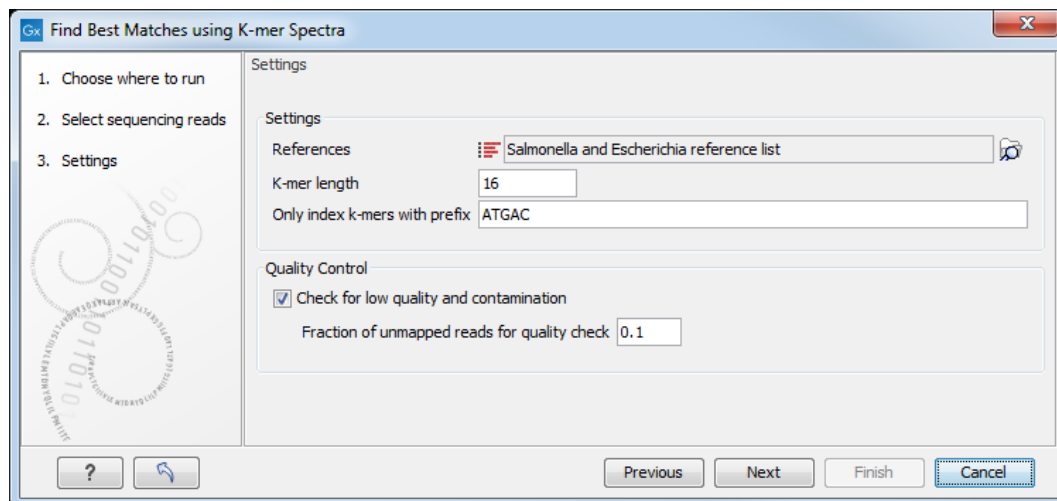 Gx Find Best Matches using K-mer Spectra
1. Choose where to run
2. Select sequencing reads
3. Settings
Settings
Settings
References Salmonella and Escherichia reference list
K-mer length 16
Only index k-mers with prefix ATGAC
Quality Control
Check for low quality and contamination
Fraction of unmapped reads for quality check 0.1
? Previous Next Finish Cancel